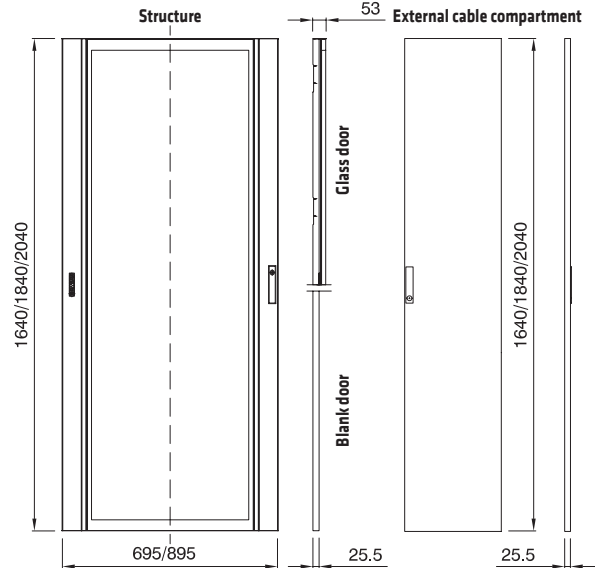 Structure
53
External cable compartment
Glass door
1640/1840/2040
1640/1840/2040
Blank door
695/895
25.5
25.5